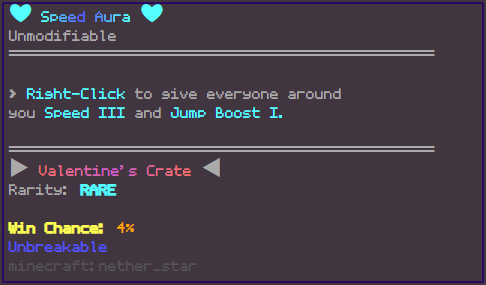 Speed Aura
Unmodifiable
> Right-Click to give everyone around
you Speed III and Jump Boost I.
Valentine's Crate
Rarity: RARE
Win Chance: 4%
Unbreakable
minecraft:nether_star